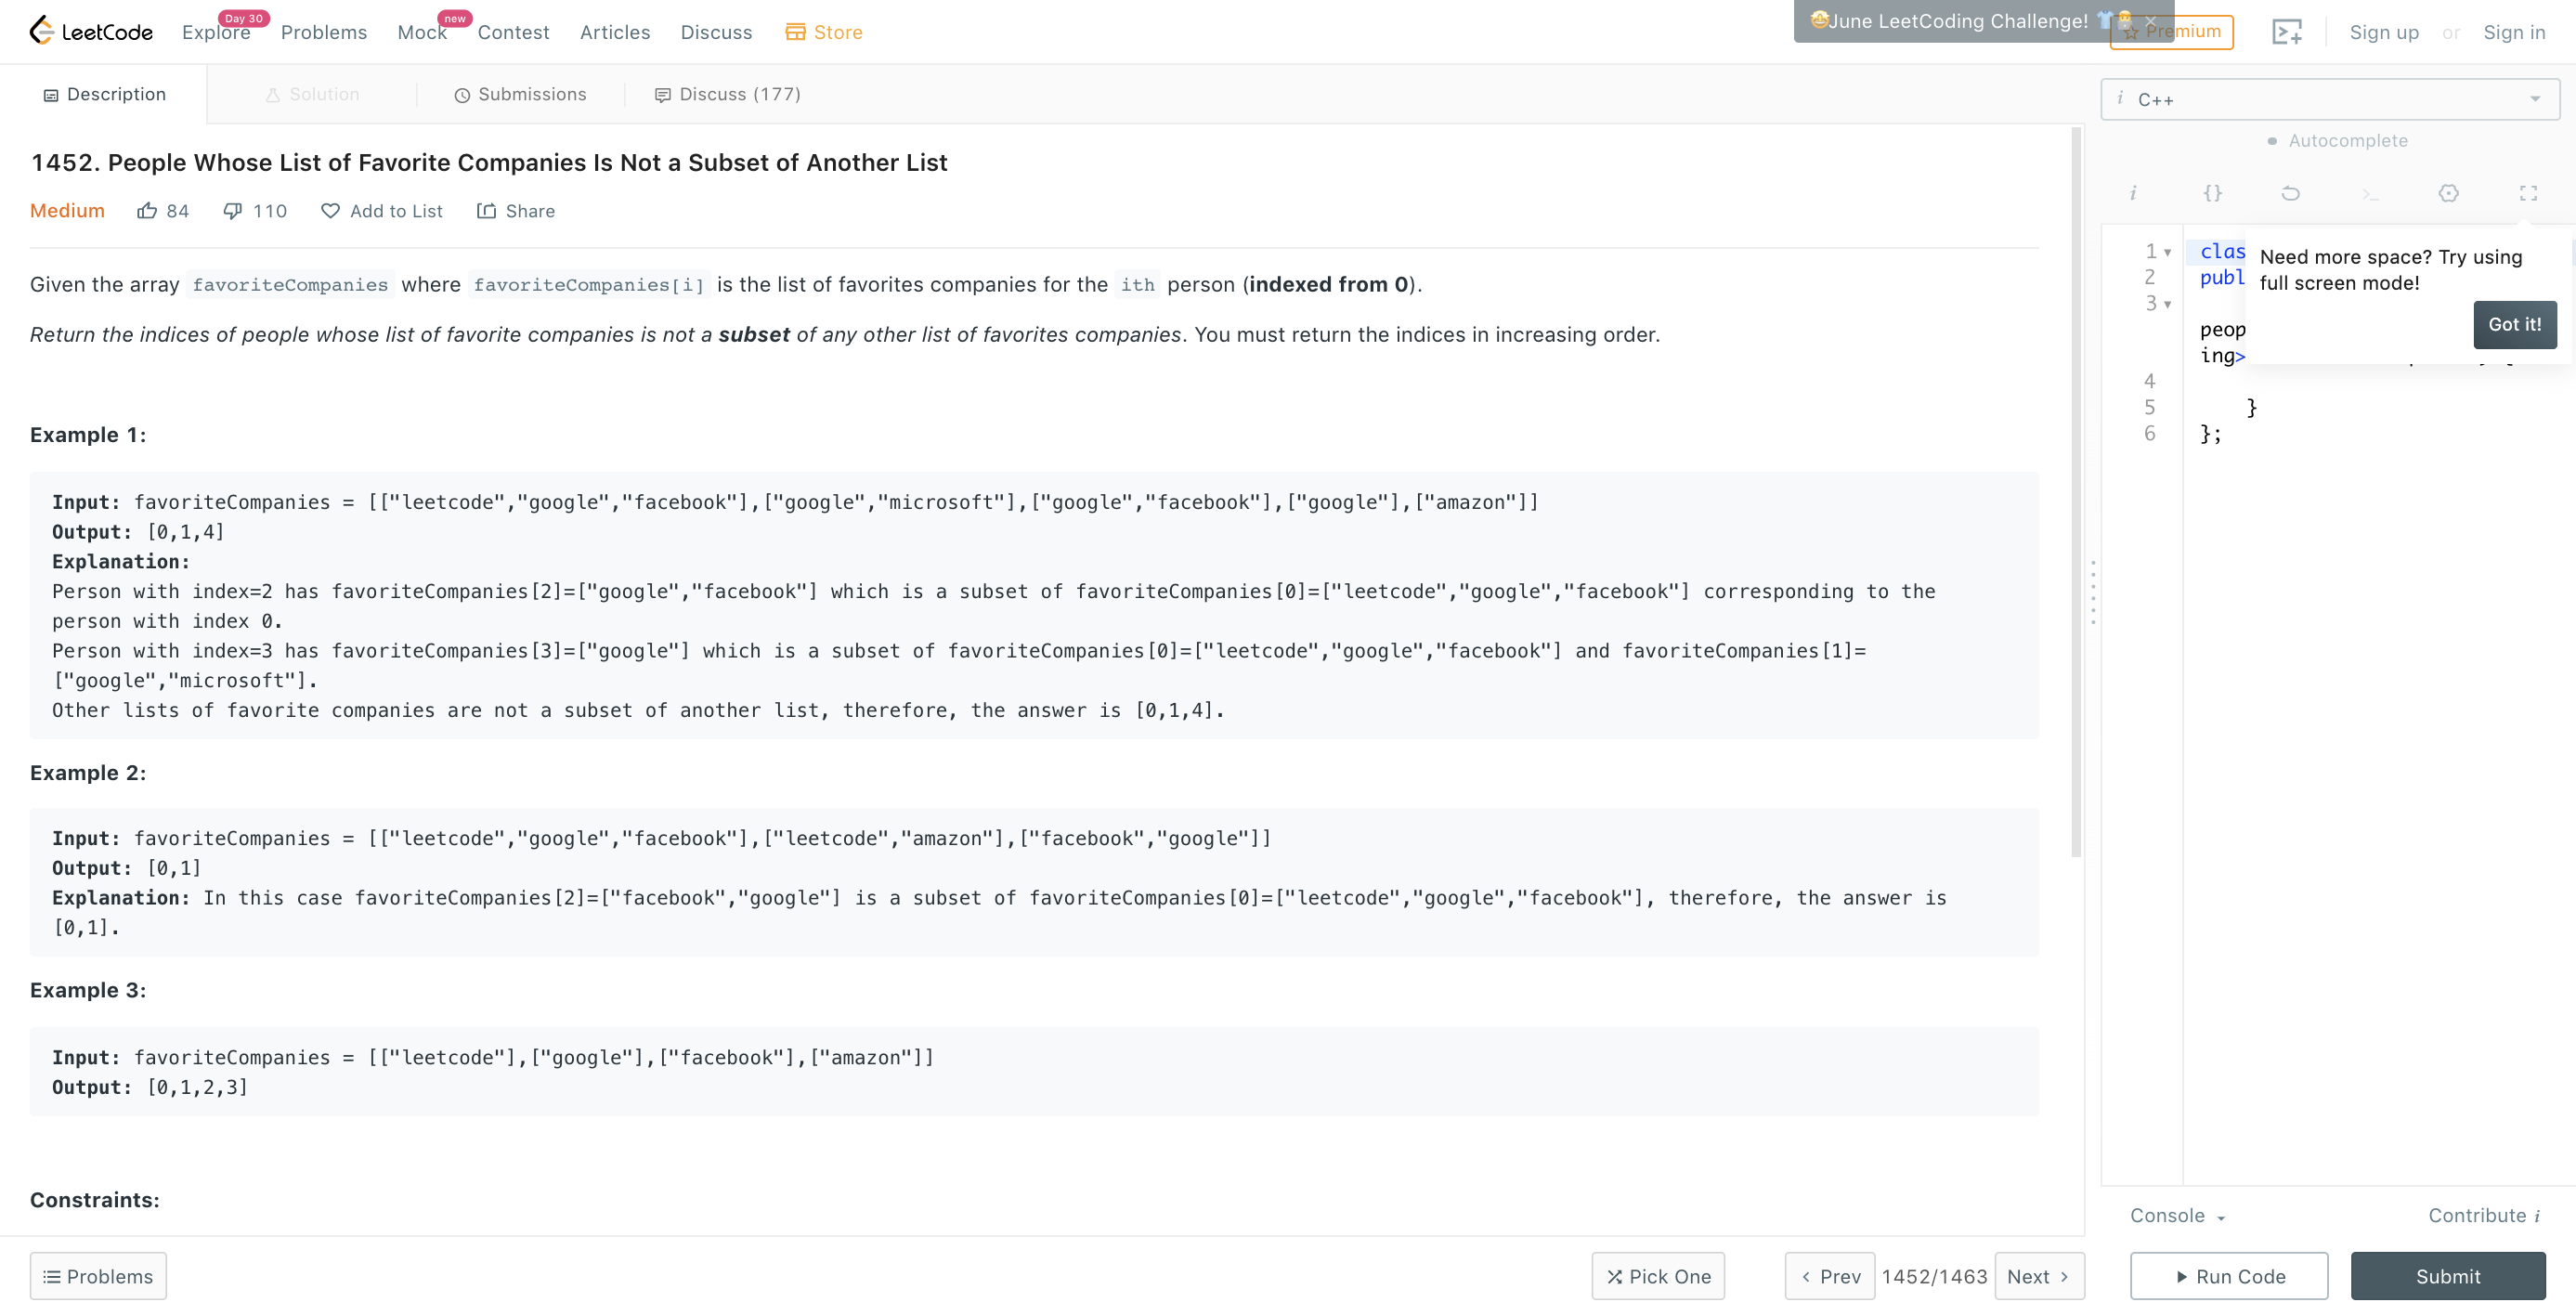 LeetCode
Explore
Day 30
Problems
Mock
new
Contest
Articles
Discuss
Store
🤩June LeetCoding Challenge! 👕
Premium
Sign up or Sign in
Description
Solution
Submissions
Discuss (177)
1452. People Whose List of Favorite Companies Is Not a Subset of Another List
Medium 84 110 Add to List Share
Given the array favoriteCompanies where favoriteCompanies[i] is the list of favorites companies for the ith person (indexed from 0).
Return the indices of people whose list of favorite companies is not a subset of any other list of favorites companies. You must return the indices in increasing order.
Example 1:
Input: favoriteCompanies = [["leetcode","google","facebook"],["google","microsoft"],["google","facebook"],["google"],["amazon"]]
Output: [0,1,4]
Explanation:
Person with index=2 has favoriteCompanies[2]=["google","facebook"] which is a subset of favoriteCompanies[0]=["leetcode","google","facebook"] corresponding to the
person with index 0.
Person with index=3 has favoriteCompanies[3]=["google"] which is a subset of favoriteCompanies[0]=["leetcode","google","facebook"] and favoriteCompanies[1]=
["google","microsoft"].
Other lists of favorite companies are not a subset of another list, therefore, the answer is [0,1,4].
Example 2:
Input: favoriteCompanies = [["leetcode","google","facebook"],["leetcode","amazon"],["facebook","google"]]
Output: [0,1]
Explanation: In this case favoriteCompanies[2]=["facebook","google"] is a subset of favoriteCompanies[0]=["leetcode","google","facebook"], therefore, the answer is
[0,1].
Example 3:
Input: favoriteCompanies = [["leetcode"],["google"],["facebook"],["amazon"]]
Output: [0,1,2,3]
Constraints:
Problems
Pick One
Prev
1452/1463
Next
i C++
Autocomplete
i {} >_
1 clas
2 publ
3
peop
ing>
4
5 }
6 };
Need more space? Try using
full screen mode!
Got it!
Console
Contribute i
Run Code
Submit